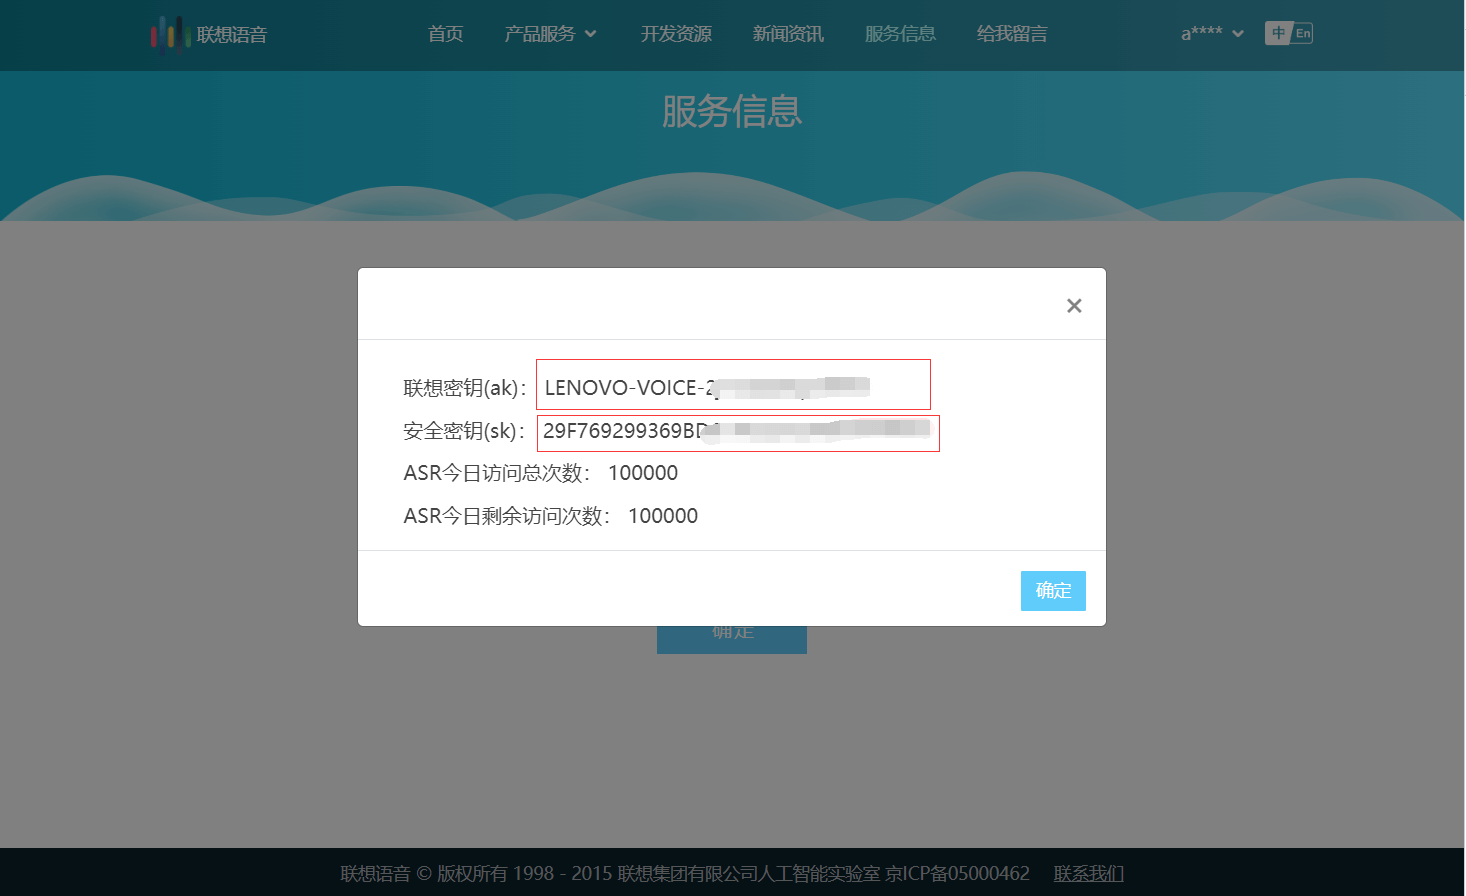 联想语音 首页 产品服务 开发资源 新闻资讯 服务信息 给我留言 a**** 中 En
服务信息
×
联想密钥(ak)： LENOVO-VOICE-2
安全密钥(sk)： 29F769299369BD
ASR今日访问总次数： 100000
ASR今日剩余访问次数： 100000
确定
确定
联想语音 © 版权所有 1998 - 2015 联想集团有限公司人工智能实验室 京ICP备05000462 联系我们